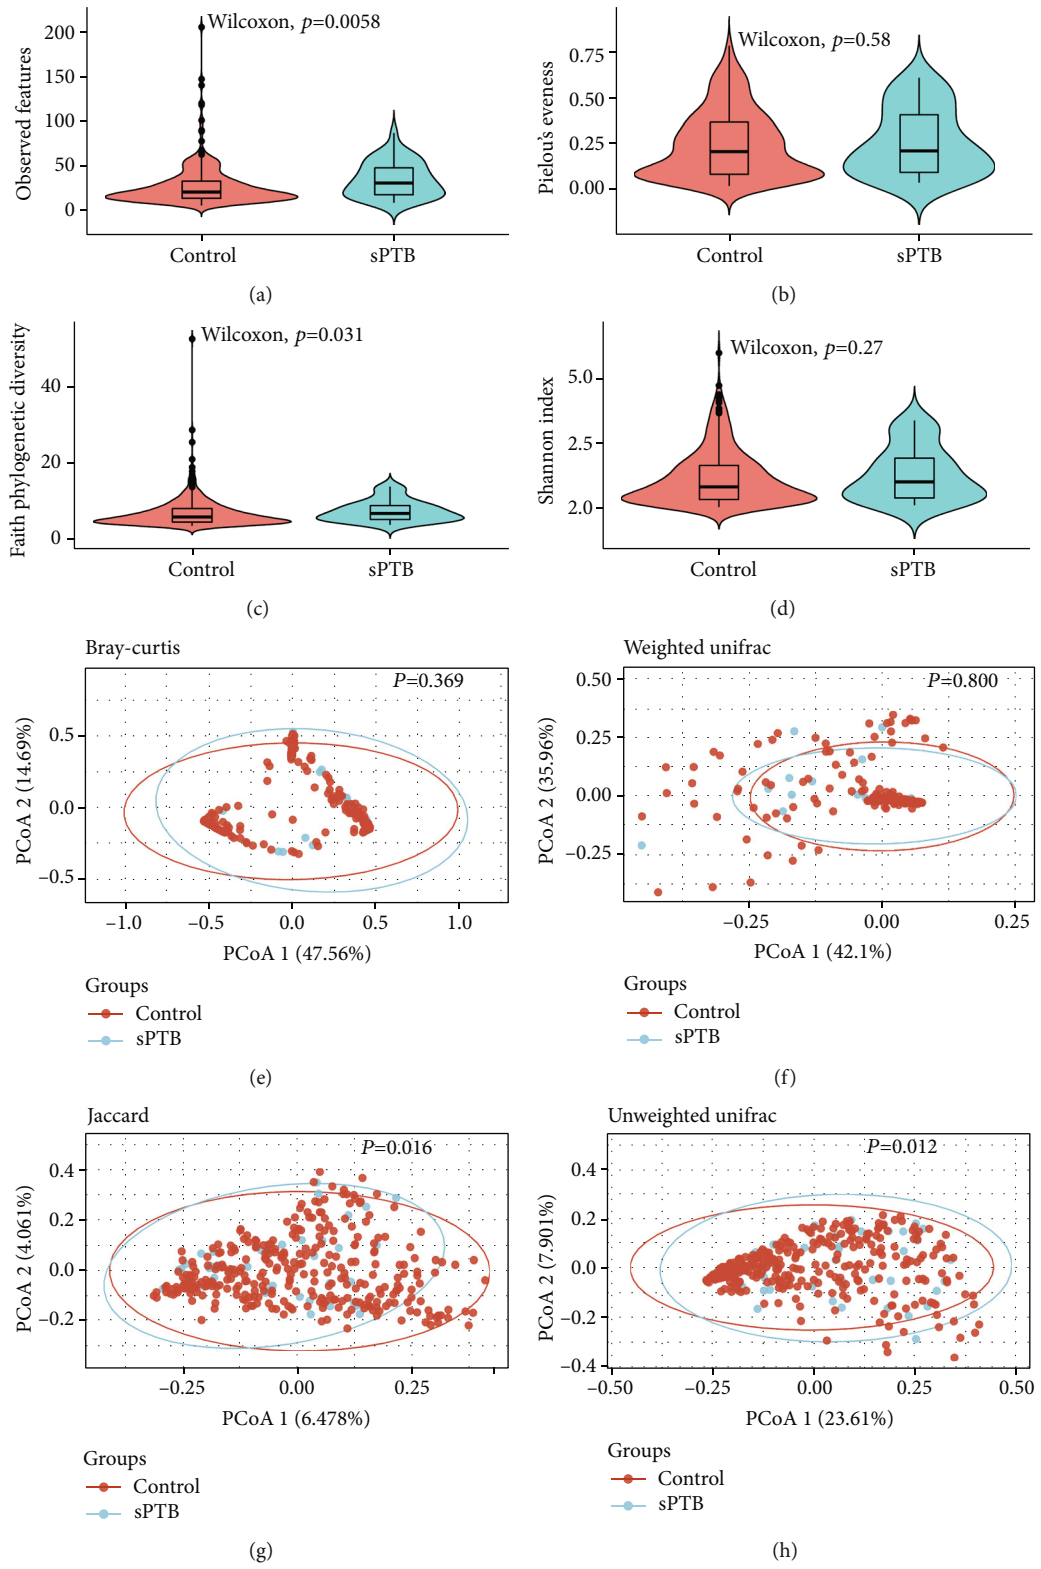 Wilcoxon, p=0.0058
Observed features
200
150
100
50
0
Control
sPTB
(a)
Wilcoxon, p=0.58
Pielou's eveness
0.75
0.50
0.25
0.00
Control
sPTB
(b)
Wilcoxon, p=0.031
Faith phylogenetic diversity
40
20
0
Control
sPTB
(c)
Wilcoxon, p=0.27
Shannon index
5.0
2.5
2.0
Control
sPTB
(d)
Bray-curtis
P=0.369
PCoA 2 (14.69%)
0.5
0.0
−0.5
−1.0
−0.5
0.0
0.5
1.0
PCoA 1 (47.56%)
Groups
Control
sPTB
(e)
Weighted unifrac
P=0.800
PCoA 2 (35.96%)
0.50
0.25
0.00
−0.25
−0.25
0.00
0.25
PCoA 1 (42.1%)
Groups
Control
sPTB
(f)
Jaccard
P=0.016
PCoA 2 (4.061%)
0.4
0.2
0.0
−0.2
−0.25
0.00
0.25
PCoA 1 (6.478%)
Groups
Control
sPTB
(g)
Unweighted unifrac
P=0.012
PCoA 2 (7.901%)
0.4
0.2
0.0
−0.2
−0.4
−0.50
−0.25
0.00
0.25
0.50
PCoA 1 (23.61%)
Groups
Control
sPTB
(h)